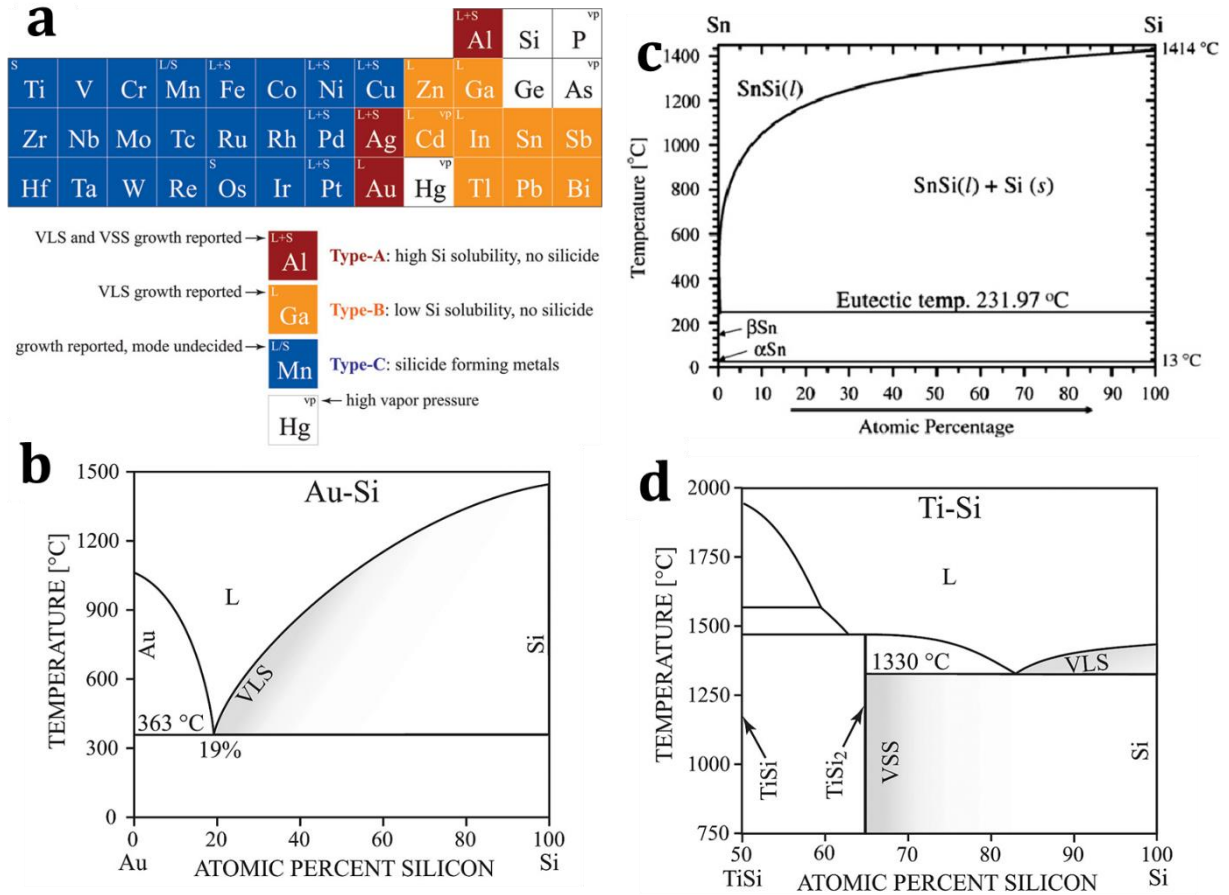 a
L+S
Al
Si
vp
P
S
Ti
V
Cr
L/S
Mn
L+S
Fe
Co
L+S
Ni
L+S
Cu
L
Zn
L
Ga
Ge
vp
As
Zr
Nb
Mo
Tc
Ru
Rh
L+S
Pd
L+S
Ag
L vp
Cd
L
In
Sn
Sb
Hf
Ta
W
Re
S
Os
Ir
L+S
Pt
L
Au
vp
Hg
Tl
Pb
Bi
VLS and VSS growth reported
L+S
Al
Type-A: high Si solubility, no silicide
VLS growth reported
L
Ga
Type-B: low Si solubility, no silicide
growth reported, mode undecided
L/S
Mn
Type-C: silicide forming metals
vp
high vapor pressure
Hg
b
Au-Si
TEMPERATURE [°C]
1500
1200
900
600
300
0
L
Au
VLS
Si
363 °C
19%
0 20 40 60 80 100
Au ATOMIC PERCENT SILICON Si
c
Sn Si
1414 °C
Temperature [°C]
1400
1200
1000
800
600
400
200
0
SnSi(l)
SnSi(l) + Si (s)
Eutectic temp. 231.97 °C
βSn
αSn
13 °C
0 10 20 30 40 50 60 70 80 90 100
Atomic Percentage
d
Ti-Si
TEMPERATURE [°C]
2000
1750
1500
1250
1000
750
L
1330 °C
VLS
TiSi
TiSi₂
VSS
Si
50 60 70 80 90 100
TiSi ATOMIC PERCENT SILICON Si